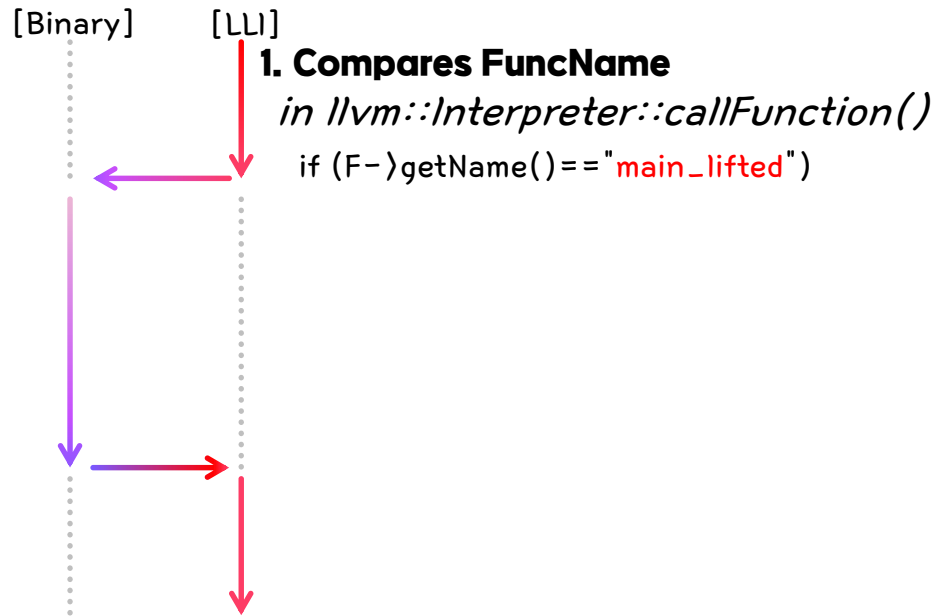 [Binary] [LLI]
1. Compares FuncName
in llvm::Interpreter::callFunction()
if (F->getName()=="main_lifted")